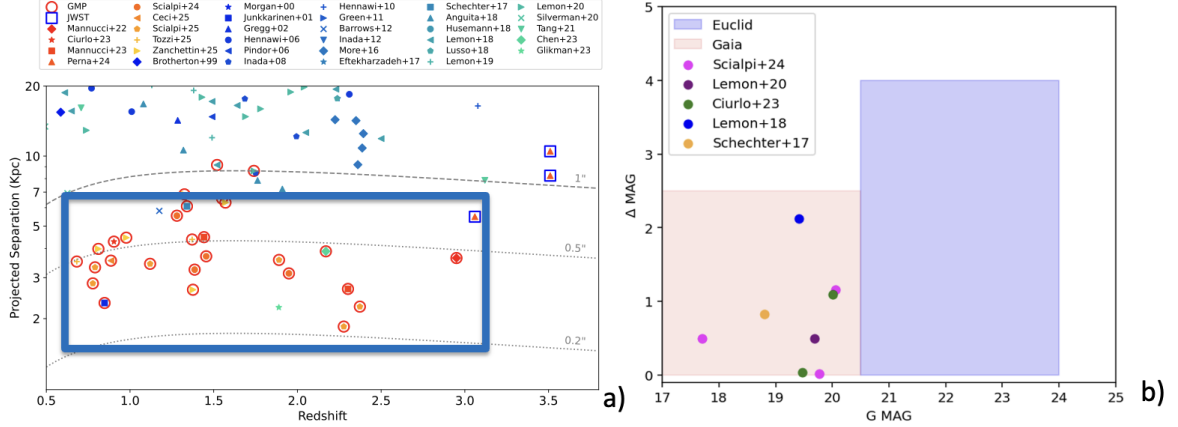 GMP
JWST
Mannucci+22
Ciurlo+23
Mannucci+23
Perna+24
Scialpi+24
Ceci+25
Scialpi+25
Tozzi+25
Zanchettin+25
Brotherton+99
Morgan+00
Junkkarinen+01
Gregg+02
Hennawi+06
Pindor+06
Inada+08
Hennawi+10
Green+11
Barrows+12
Inada+12
More+16
Eftekharzadeh+17
Schechter+17
Anguita+18
Husemann+18
Lemon+18
Lusso+18
Lemon+19
Lemon+20
Silverman+20
Tang+21
Chen+23
Glikman+23
Projected Separation (Kpc)
20
10
7
5
3
2
1"
0.5"
0.2"
0.5 1.0 1.5 2.0 2.5 3.0 3.5
Redshift
a)
Δ MAG
5
4
3
2
1
0
Euclid
Gaia
Scialpi+24
Lemon+20
Ciurlo+23
Lemon+18
Schechter+17
17 18 19 20 21 22 23 24 25
G MAG
b)